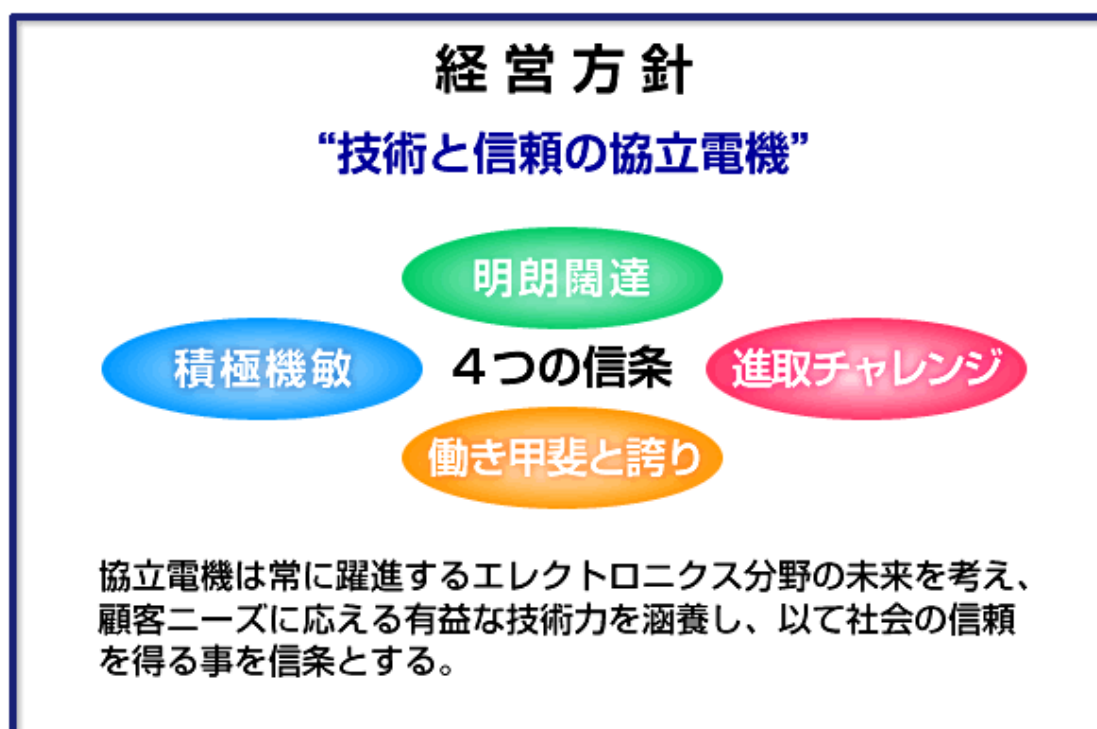 経営方針
“技術と信頼の協立電機”
明朗闊達
積極機敏
4つの信条
進取チャレンジ
働き甲斐と誇り
協立電機は常に躍進するエレクトロニクス分野の未来を考え、
顧客ニーズに応える有益な技術力を涵養し、以て社会の信頼
を得る事を信条とする。